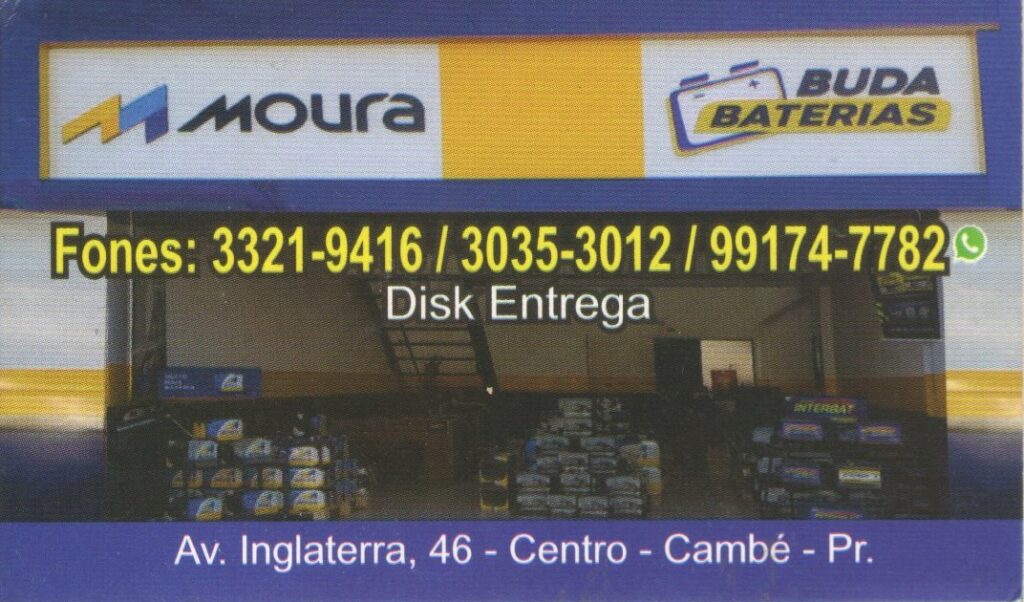 MOURA
BUDA
BATERIAS
Fones: 3321-9416 / 3035-3012 / 99174-7782
Disk Entrega
INTERBAT
Av. Inglaterra, 46 - Centro - Cambé - Pr.